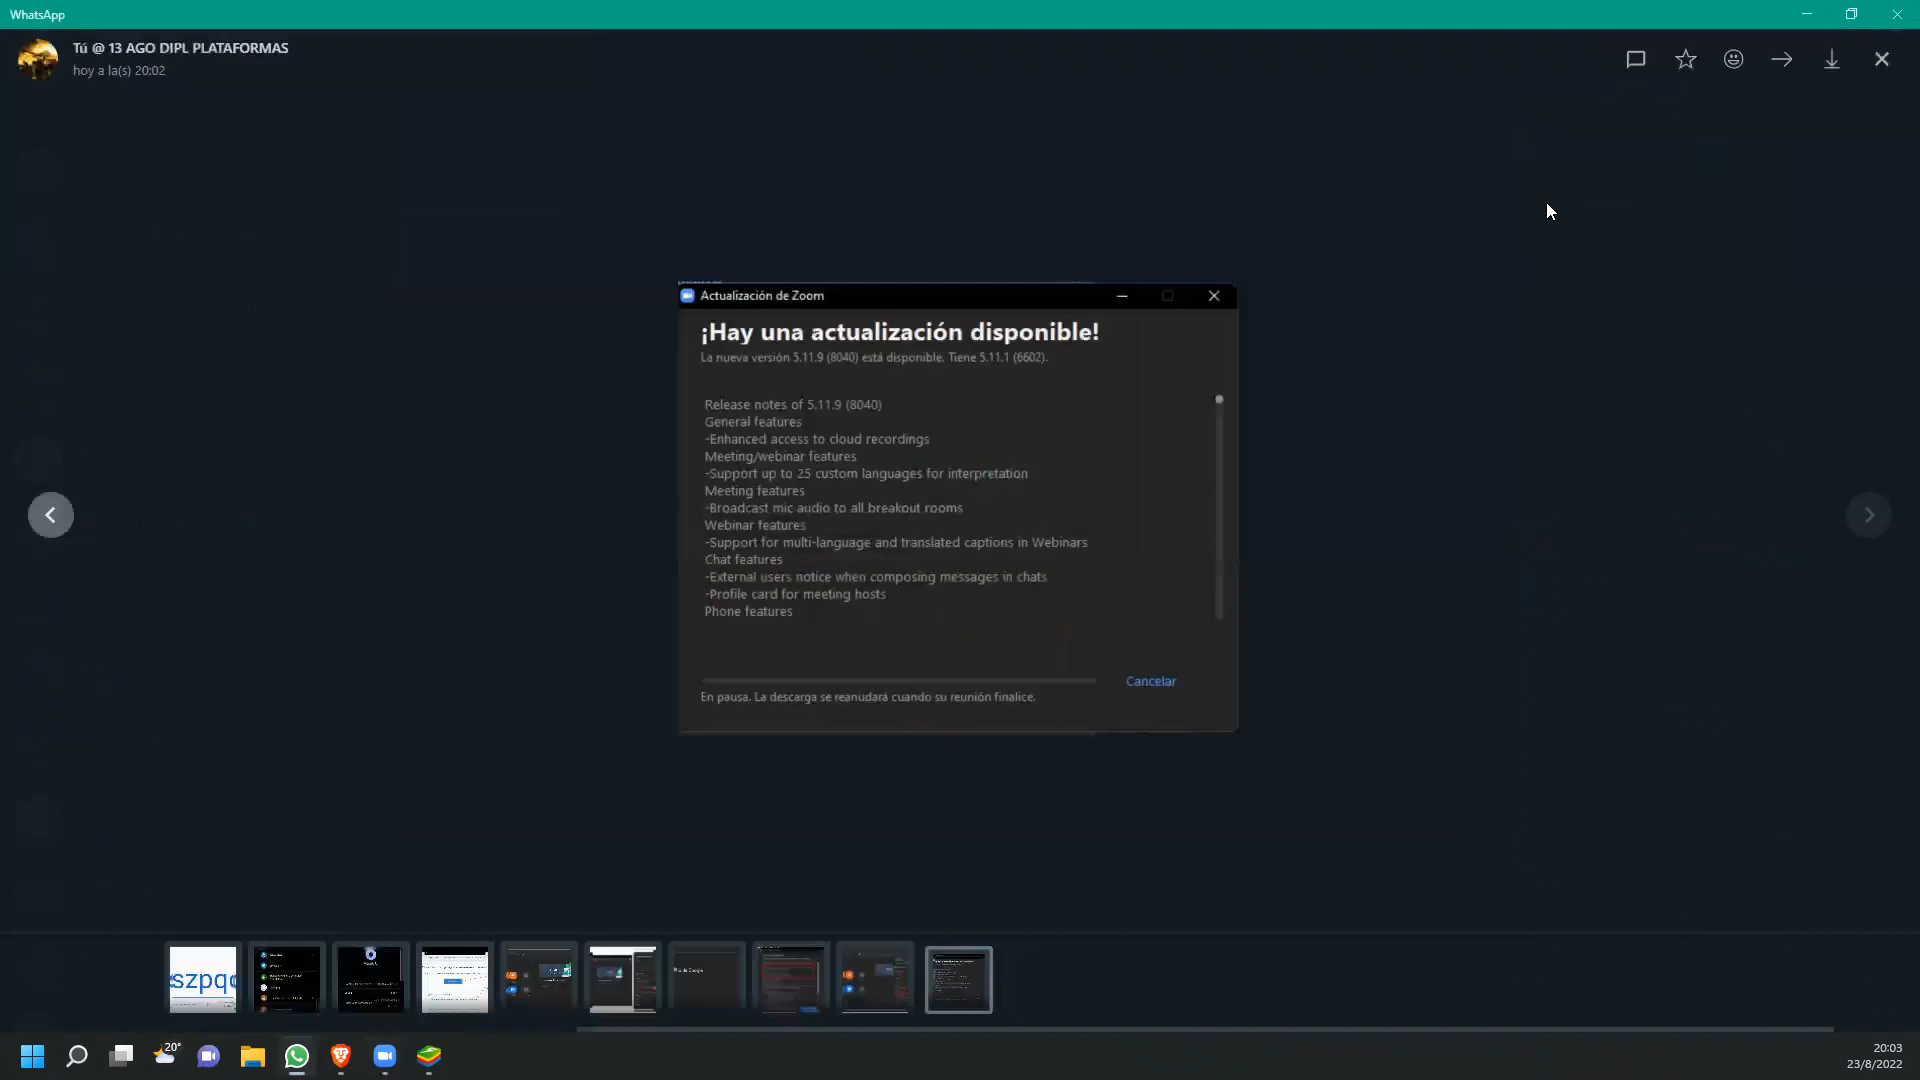 WhatsApp
Tú @ 13 AGO DIPL PLATAFORMAS
hoy a la(s) 20:02
Actualización de Zoom
¡Hay una actualización disponible!
La nueva versión 5.11.9 (8040) está disponible. Tiene 5.11.1 (6602).
Release notes of 5.11.9 (8040)
General features
-Enhanced access to cloud recordings
Meeting/webinar features
-Support up to 25 custom languages for interpretation
Meeting features
-Broadcast mic audio to all breakout rooms
Webinar features
-Support for multi-language and translated captions in Webinars
Chat features
-External users notice when composing messages in chats
-Profile card for meeting hosts
Phone features
Cancelar
En pausa. La descarga se reanudará cuando su reunión finalice.
szpqc
de Google
20°
20:03
23/8/2022